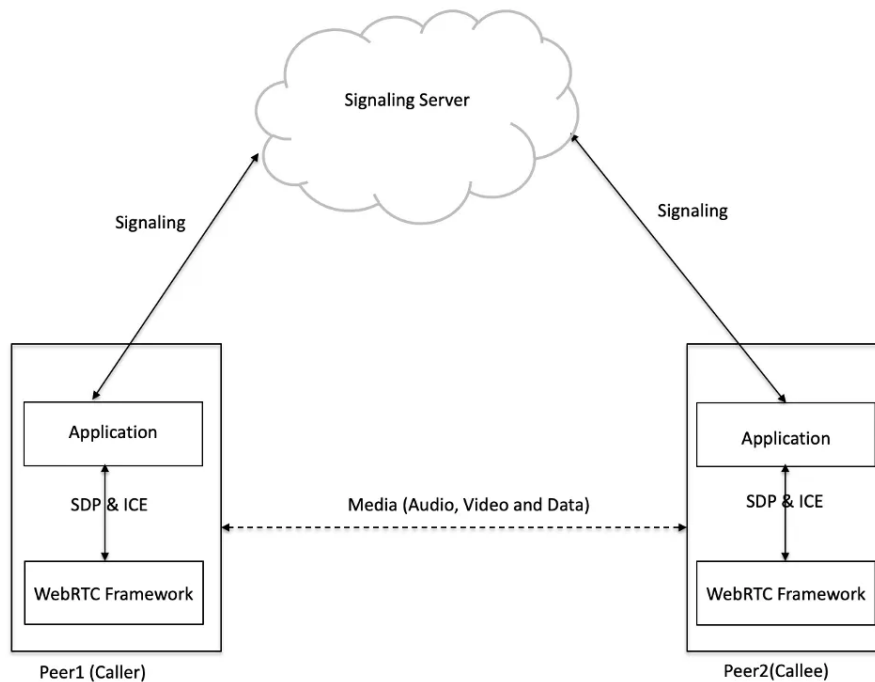 Signaling Server
Signaling
Signaling
Application
Application
SDP & ICE
SDP & ICE
Media (Audio, Video and Data)
WebRTC Framework
WebRTC Framework
Peer1 (Caller)
Peer2(Callee)